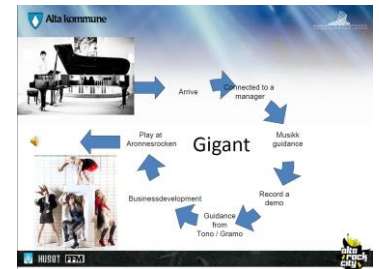 Alta kommune
Arrive
Connected to a
manager
Play at
Aronnesrocken
Gigant
Musikk
guidance
Record a
demo
Businessdevelopment
Guidance
from
Tono / Gramo
HUSET FFM
alta
rock
city